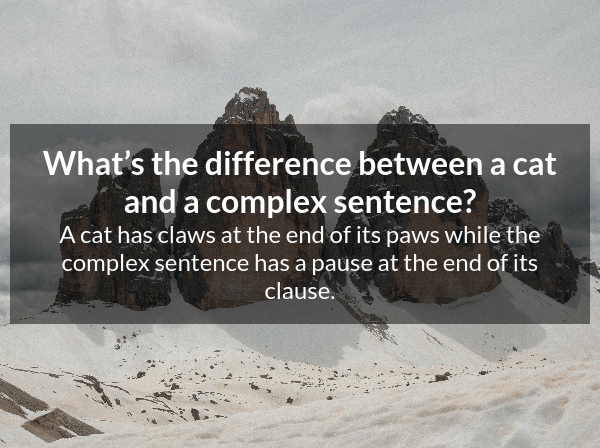 What’s the difference between a cat
and a complex sentence?
A cat has claws at the end of its paws while the
complex sentence has a pause at the end of its
clause.